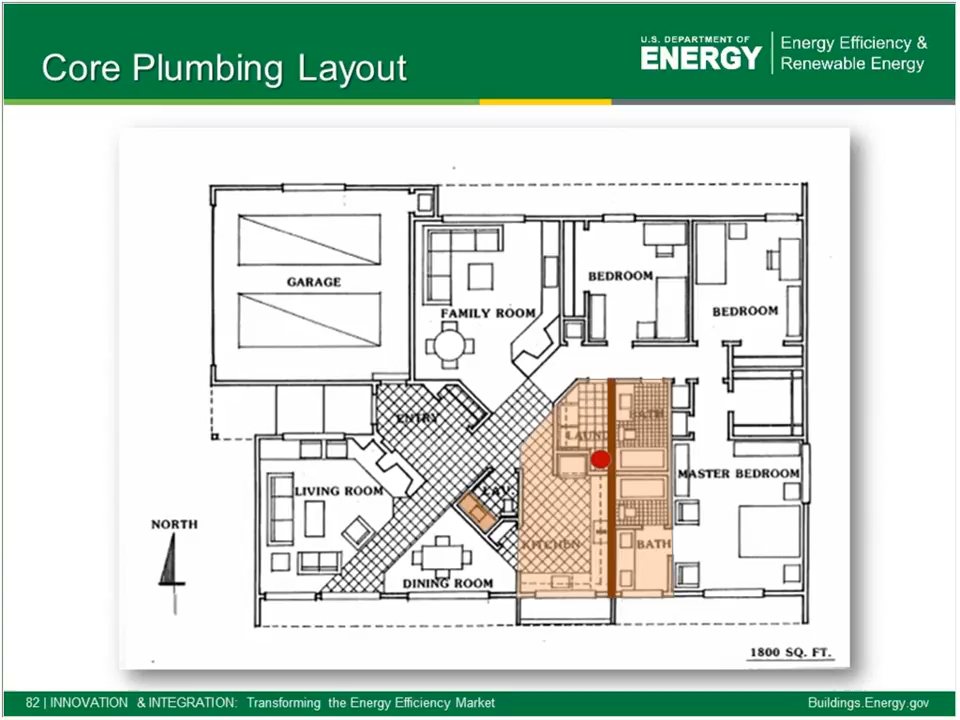 Core Plumbing Layout
U.S. DEPARTMENT OF
ENERGY
Energy Efficiency &
Renewable Energy
GARAGE
FAMILY ROOM
BEDROOM
BEDROOM
ENTRY
LAUN
BATH
LIVING ROOM
LAV.
MASTER BEDROOM
NORTH
KITCHEN
BATH
DINING ROOM
1800 SQ. FT.
82 | INNOVATION & INTEGRATION: Transforming the Energy Efficiency Market
Buildings.Energy.gov